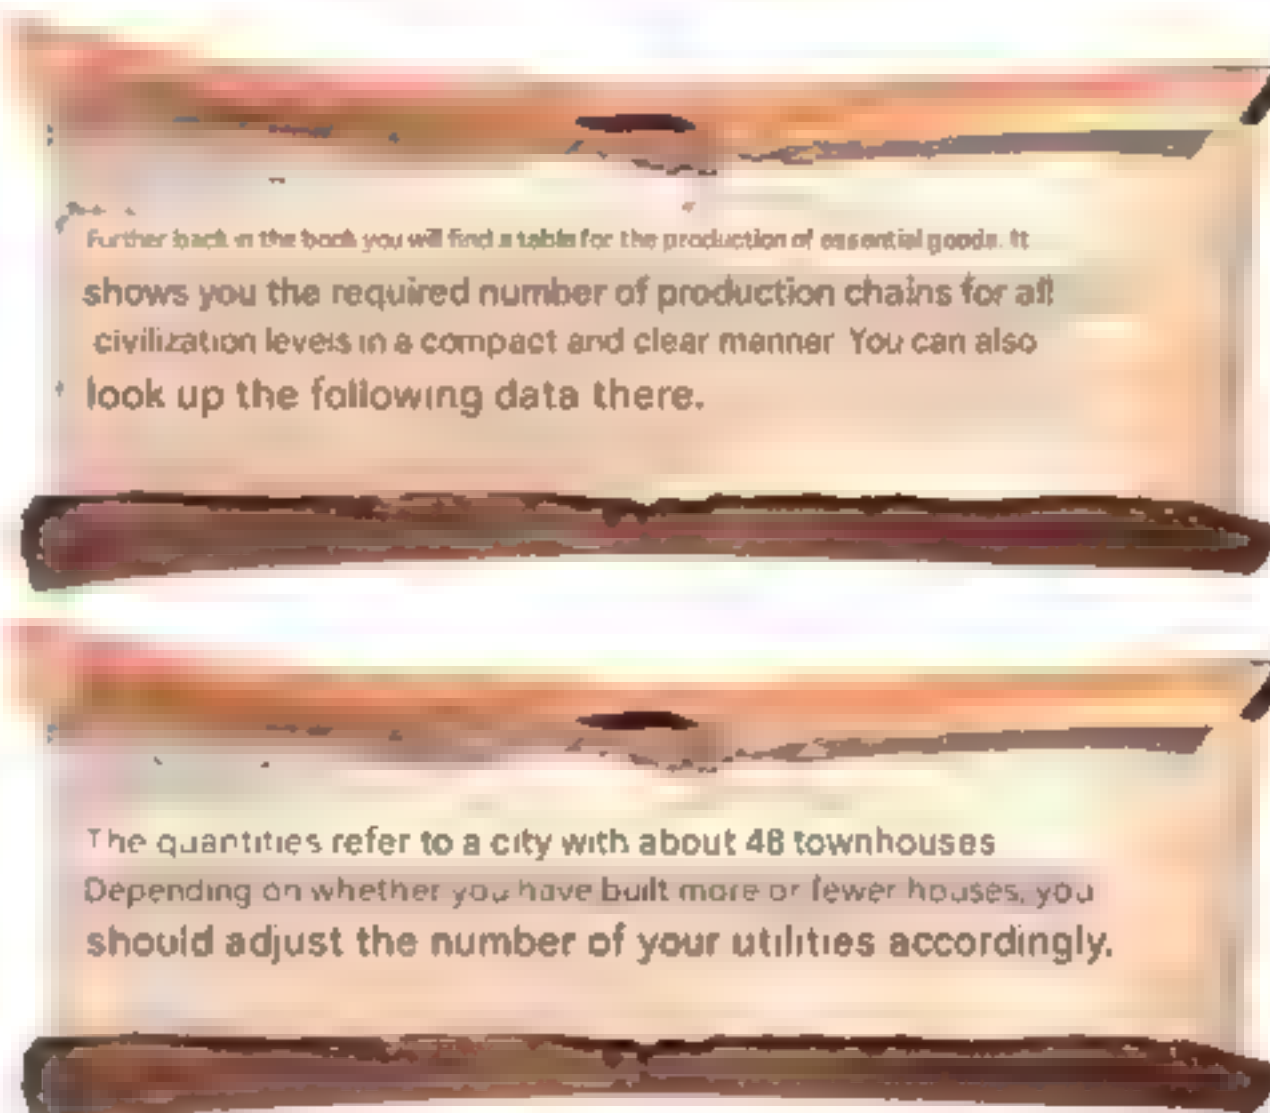 Further back in the book you will find a table for the production of essential goods. It
shows you the required number of production chains for all
civilization levels in a compact and clear manner You can also
look up the following data there.
The quantities refer to a city with about 48 townhouses
Depending on whether you have built more or fewer houses, you
should adjust the number of your utilities accordingly.